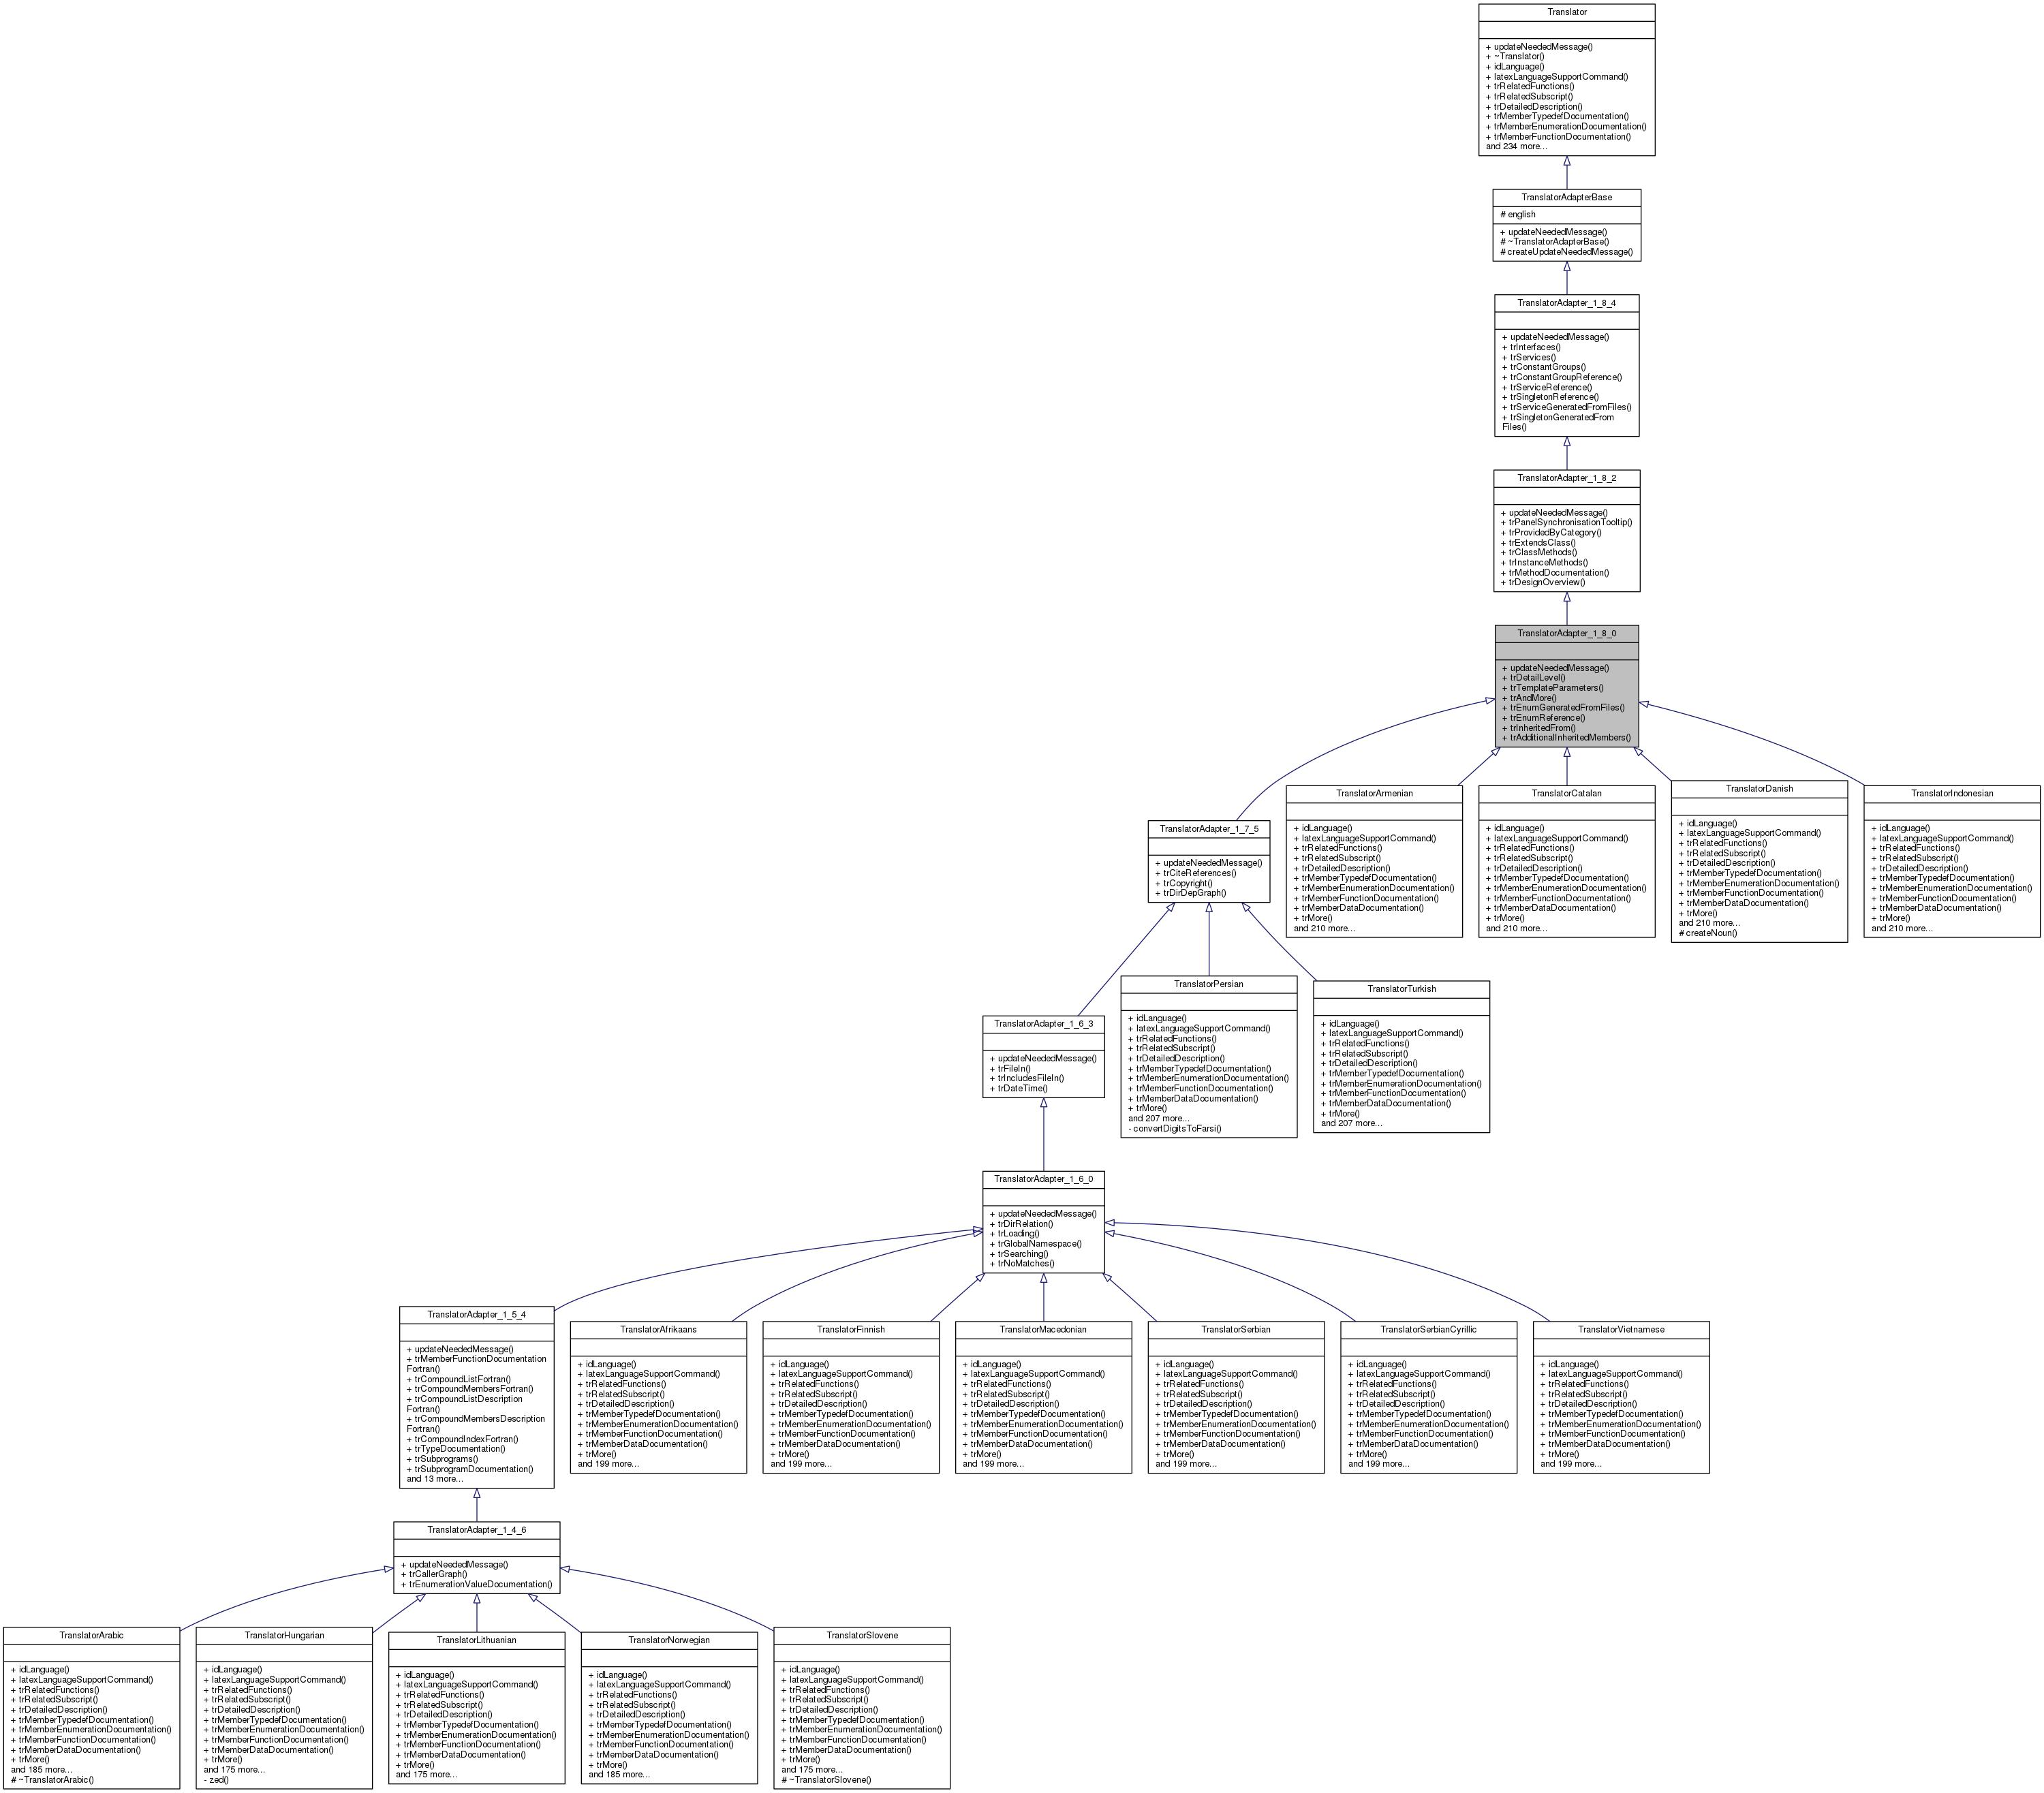 Translator
+ updateNeededMessage()
+ ~Translator()
+ idLanguage()
+ latexLanguageSupportCommand()
+ trRelatedFunctions()
+ trRelatedSubscript()
+ trDetailedDescription()
+ trMemberTypedefDocumentation()
+ trMemberEnumerationDocumentation()
+ trMemberFunctionDocumentation()
and 234 more...
TranslatorAdapterBase
# english
+ updateNeededMessage()
# ~TranslatorAdapterBase()
# createUpdateNeededMessage()
TranslatorAdapter_1_8_4
+ updateNeededMessage()
+ trInterfaces()
+ trServices()
+ trConstantGroups()
+ trConstantGroupReference()
+ trServiceReference()
+ trSingletonReference()
+ trServiceGeneratedFromFiles()
+ trSingletonGeneratedFrom
Files()
TranslatorAdapter_1_8_2
+ updateNeededMessage()
+ trPanelSynchronisationTooltip()
+ trProvidedByCategory()
+ trExtendsClass()
+ trClassMethods()
+ trInstanceMethods()
+ trMethodDocumentation()
+ trDesignOverview()
TranslatorAdapter_1_8_0
+ updateNeededMessage()
+ trDetailLevel()
+ trTemplateParameters()
+ trAndMore()
+ trEnumGeneratedFromFiles()
+ trEnumReference()
+ trInheritedFrom()
+ trAdditionalInheritedMembers()
TranslatorAdapter_1_7_5
+ updateNeededMessage()
+ trCiteReferences()
+ trCopyright()
+ trDirDepGraph()
TranslatorArmenian
+ idLanguage()
+ latexLanguageSupportCommand()
+ trRelatedFunctions()
+ trRelatedSubscript()
+ trDetailedDescription()
+ trMemberTypedefDocumentation()
+ trMemberEnumerationDocumentation()
+ trMemberFunctionDocumentation()
+ trMemberDataDocumentation()
+ trMore()
and 210 more...
TranslatorCatalan
+ idLanguage()
+ latexLanguageSupportCommand()
+ trRelatedFunctions()
+ trRelatedSubscript()
+ trDetailedDescription()
+ trMemberTypedefDocumentation()
+ trMemberEnumerationDocumentation()
+ trMemberFunctionDocumentation()
+ trMemberDataDocumentation()
+ trMore()
and 210 more...
TranslatorDanish
+ idLanguage()
+ latexLanguageSupportCommand()
+ trRelatedFunctions()
+ trRelatedSubscript()
+ trDetailedDescription()
+ trMemberTypedefDocumentation()
+ trMemberEnumerationDocumentation()
+ trMemberFunctionDocumentation()
+ trMemberDataDocumentation()
+ trMore()
and 210 more...
# createNoun()
TranslatorIndonesian
+ idLanguage()
+ latexLanguageSupportCommand()
+ trRelatedFunctions()
+ trRelatedSubscript()
+ trDetailedDescription()
+ trMemberTypedefDocumentation()
+ trMemberEnumerationDocumentation()
+ trMemberFunctionDocumentation()
+ trMemberDataDocumentation()
+ trMore()
and 210 more...
TranslatorAdapter_1_6_3
+ updateNeededMessage()
+ trFileIn()
+ trIncludesFileIn()
+ trDateTime()
TranslatorPersian
+ idLanguage()
+ latexLanguageSupportCommand()
+ trRelatedFunctions()
+ trRelatedSubscript()
+ trDetailedDescription()
+ trMemberTypedefDocumentation()
+ trMemberEnumerationDocumentation()
+ trMemberFunctionDocumentation()
+ trMemberDataDocumentation()
+ trMore()
and 207 more...
- convertDigitsToFarsi()
TranslatorTurkish
+ idLanguage()
+ latexLanguageSupportCommand()
+ trRelatedFunctions()
+ trRelatedSubscript()
+ trDetailedDescription()
+ trMemberTypedefDocumentation()
+ trMemberEnumerationDocumentation()
+ trMemberFunctionDocumentation()
+ trMemberDataDocumentation()
+ trMore()
and 207 more...
TranslatorAdapter_1_6_0
+ updateNeededMessage()
+ trDirRelation()
+ trLoading()
+ trGlobalNamespace()
+ trSearching()
+ trNoMatches()
TranslatorAdapter_1_5_4
+ updateNeededMessage()
+ trMemberFunctionDocumentation
Fortran()
+ trCompoundListFortran()
+ trCompoundMembersFortran()
+ trCompoundListDescription
Fortran()
+ trCompoundMembersDescription
Fortran()
+ trCompoundIndexFortran()
+ trTypeDocumentation()
+ trSubprograms()
+ trSubprogramDocumentation()
and 13 more...
TranslatorAfrikaans
+ idLanguage()
+ latexLanguageSupportCommand()
+ trRelatedFunctions()
+ trRelatedSubscript()
+ trDetailedDescription()
+ trMemberTypedefDocumentation()
+ trMemberEnumerationDocumentation()
+ trMemberFunctionDocumentation()
+ trMemberDataDocumentation()
+ trMore()
and 199 more...
TranslatorFinnish
+ idLanguage()
+ latexLanguageSupportCommand()
+ trRelatedFunctions()
+ trRelatedSubscript()
+ trDetailedDescription()
+ trMemberTypedefDocumentation()
+ trMemberEnumerationDocumentation()
+ trMemberFunctionDocumentation()
+ trMemberDataDocumentation()
+ trMore()
and 199 more...
TranslatorMacedonian
+ idLanguage()
+ latexLanguageSupportCommand()
+ trRelatedFunctions()
+ trRelatedSubscript()
+ trDetailedDescription()
+ trMemberTypedefDocumentation()
+ trMemberEnumerationDocumentation()
+ trMemberFunctionDocumentation()
+ trMemberDataDocumentation()
+ trMore()
and 199 more...
TranslatorSerbian
+ idLanguage()
+ latexLanguageSupportCommand()
+ trRelatedFunctions()
+ trRelatedSubscript()
+ trDetailedDescription()
+ trMemberTypedefDocumentation()
+ trMemberEnumerationDocumentation()
+ trMemberFunctionDocumentation()
+ trMemberDataDocumentation()
+ trMore()
and 199 more...
TranslatorSerbianCyrillic
+ idLanguage()
+ latexLanguageSupportCommand()
+ trRelatedFunctions()
+ trRelatedSubscript()
+ trDetailedDescription()
+ trMemberTypedefDocumentation()
+ trMemberEnumerationDocumentation()
+ trMemberFunctionDocumentation()
+ trMemberDataDocumentation()
+ trMore()
and 199 more...
TranslatorVietnamese
+ idLanguage()
+ latexLanguageSupportCommand()
+ trRelatedFunctions()
+ trRelatedSubscript()
+ trDetailedDescription()
+ trMemberTypedefDocumentation()
+ trMemberEnumerationDocumentation()
+ trMemberFunctionDocumentation()
+ trMemberDataDocumentation()
+ trMore()
and 199 more...
TranslatorAdapter_1_4_6
+ updateNeededMessage()
+ trCallerGraph()
+ trEnumerationValueDocumentation()
TranslatorArabic
+ idLanguage()
+ latexLanguageSupportCommand()
+ trRelatedFunctions()
+ trRelatedSubscript()
+ trDetailedDescription()
+ trMemberTypedefDocumentation()
+ trMemberEnumerationDocumentation()
+ trMemberFunctionDocumentation()
+ trMemberDataDocumentation()
+ trMore()
and 185 more...
# ~TranslatorArabic()
TranslatorHungarian
+ idLanguage()
+ latexLanguageSupportCommand()
+ trRelatedFunctions()
+ trRelatedSubscript()
+ trDetailedDescription()
+ trMemberTypedefDocumentation()
+ trMemberEnumerationDocumentation()
+ trMemberFunctionDocumentation()
+ trMemberDataDocumentation()
+ trMore()
and 175 more...
- zed()
TranslatorLithuanian
+ idLanguage()
+ latexLanguageSupportCommand()
+ trRelatedFunctions()
+ trRelatedSubscript()
+ trDetailedDescription()
+ trMemberTypedefDocumentation()
+ trMemberEnumerationDocumentation()
+ trMemberFunctionDocumentation()
+ trMemberDataDocumentation()
+ trMore()
and 175 more...
TranslatorNorwegian
+ idLanguage()
+ latexLanguageSupportCommand()
+ trRelatedFunctions()
+ trRelatedSubscript()
+ trDetailedDescription()
+ trMemberTypedefDocumentation()
+ trMemberEnumerationDocumentation()
+ trMemberFunctionDocumentation()
+ trMemberDataDocumentation()
+ trMore()
and 185 more...
TranslatorSlovene
+ idLanguage()
+ latexLanguageSupportCommand()
+ trRelatedFunctions()
+ trRelatedSubscript()
+ trDetailedDescription()
+ trMemberTypedefDocumentation()
+ trMemberEnumerationDocumentation()
+ trMemberFunctionDocumentation()
+ trMemberDataDocumentation()
+ trMore()
and 175 more...
# ~TranslatorSlovene()